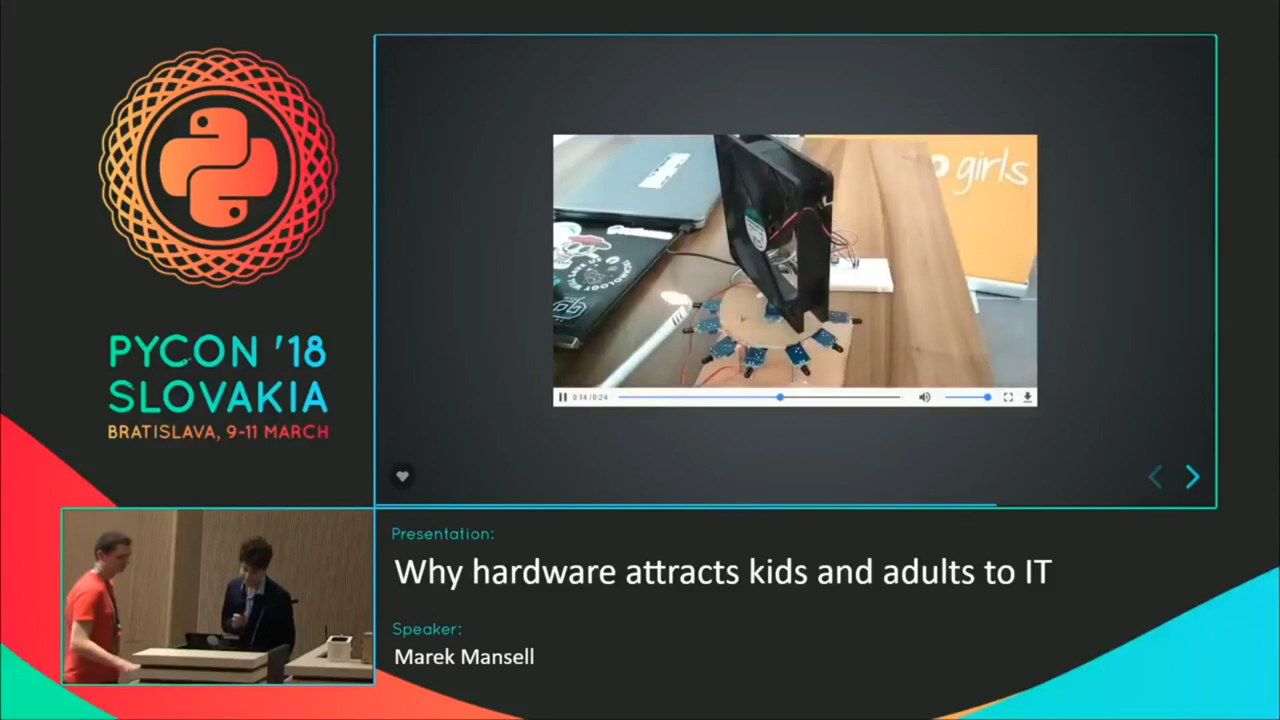 PYCON '18
SLOVAKIA
BRATISLAVA, 9-11 MARCH
girls
0:14 / 0:24
Presentation:
Why hardware attracts kids and adults to IT
Speaker:
Marek Mansell